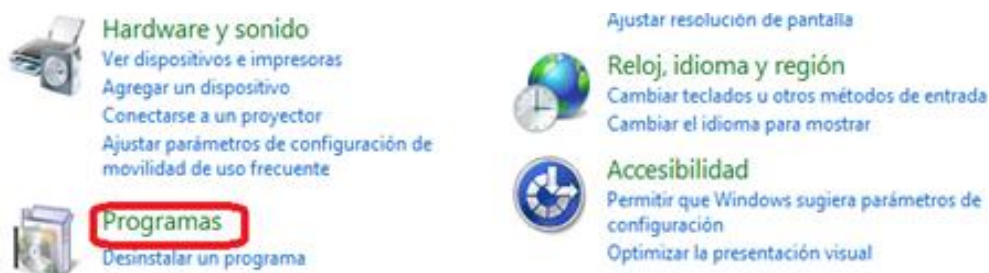 Hardware y sonido
Ver dispositivos e impresoras
Agregar un dispositivo
Conectarse a un proyector
Ajustar parámetros de configuración de
movilidad de uso frecuente
Programas
Desinstalar un programa
Ajustar resolución de pantalla
Reloj, idioma y región
Cambiar teclados u otros métodos de entrada
Cambiar el idioma para mostrar
Accesibilidad
Permitir que Windows sugiera parámetros de
configuración
Optimizar la presentación visual